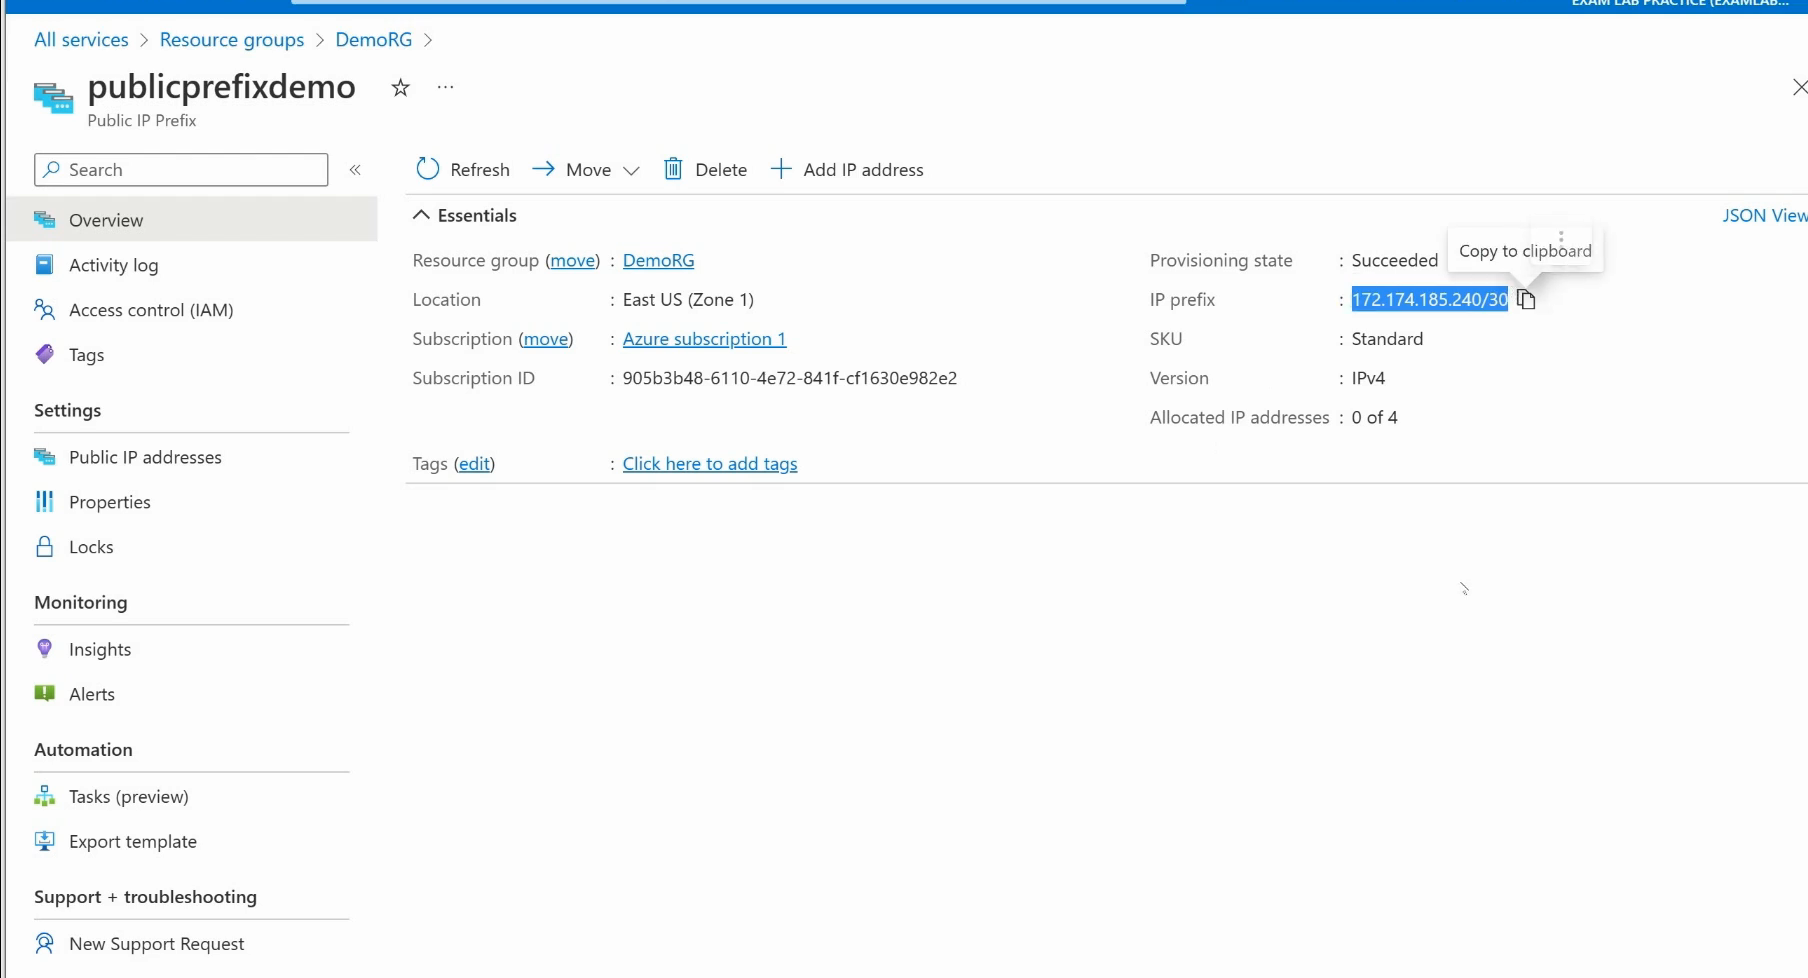 EXAM LAB PRACTICE (EXAMLAB...
All services > Resource groups > DemoRG >
publicprefixdemo
Public IP Prefix
Search
Refresh
Move
Delete
Add IP address
Overview
Activity log
Access control (IAM)
Tags
Settings
Public IP addresses
Properties
Locks
Monitoring
Insights
Alerts
Automation
Tasks (preview)
Export template
Support + troubleshooting
New Support Request
Essentials
JSON View
Resource group (move) : DemoRG
Location : East US (Zone 1)
Subscription (move) : Azure subscription 1
Subscription ID : 905b3b48-6110-4e72-841f-cf1630e982e2
Tags (edit) : Click here to add tags
Provisioning state : Succeeded
Copy to clipboard
IP prefix : 172.174.185.240/30
SKU : Standard
Version : IPv4
Allocated IP addresses : 0 of 4